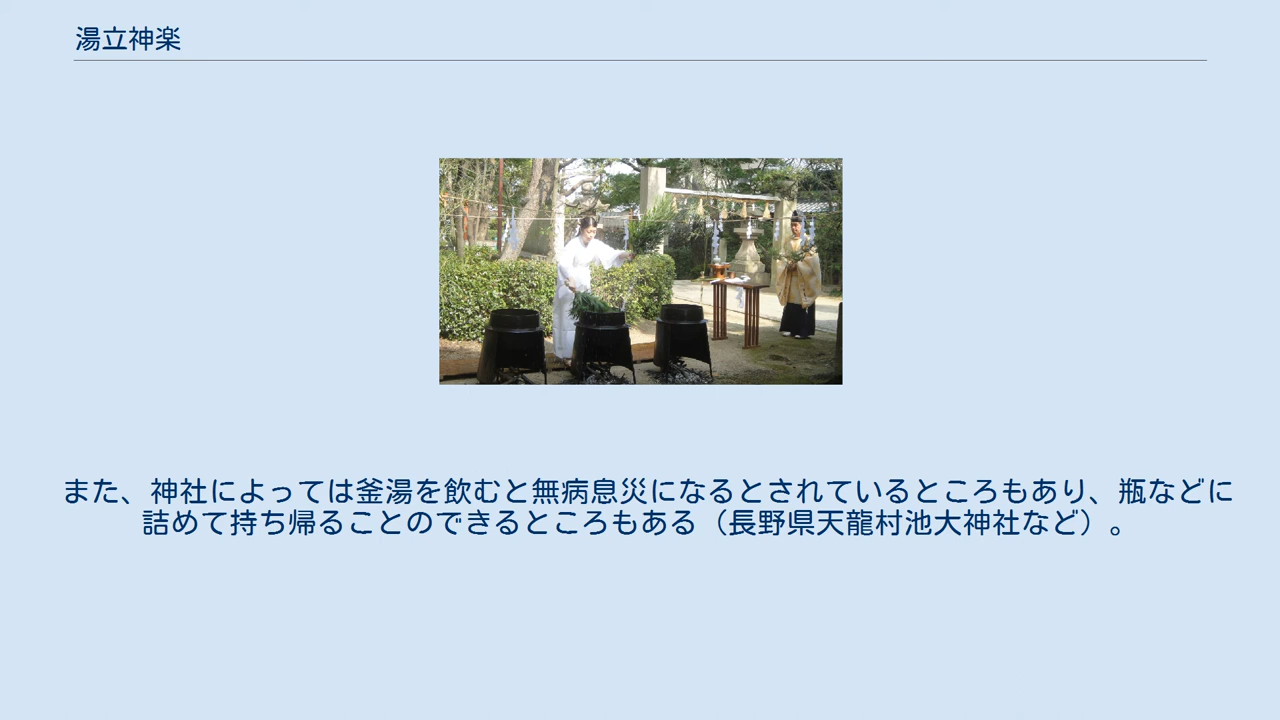 湯立神楽
また、神社によっては釜湯を飲むと無病息災になるとされているところもあり、瓶などに
詰めて持ち帰ることのできるところもある（長野県天龍村池大神社など）。